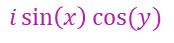 i sin(x) cos(y)